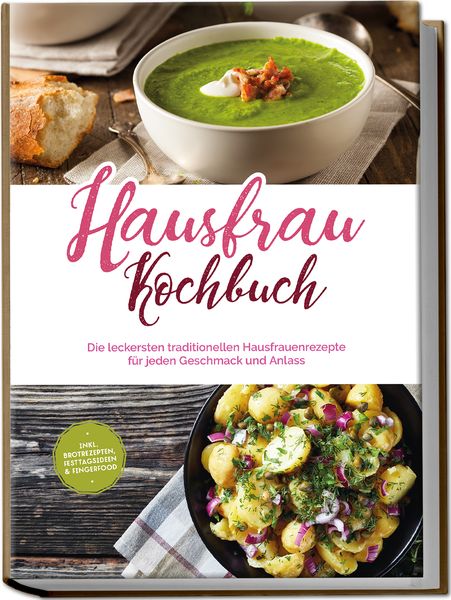 Hausfrau
Kochbuch
Die leckersten traditionellen Hausfrauenrezepte
für jeden Geschmack und Anlass
INKL.
BROTREZEPTEN,
FESTTAGSIDEEN
& FINGERFOOD